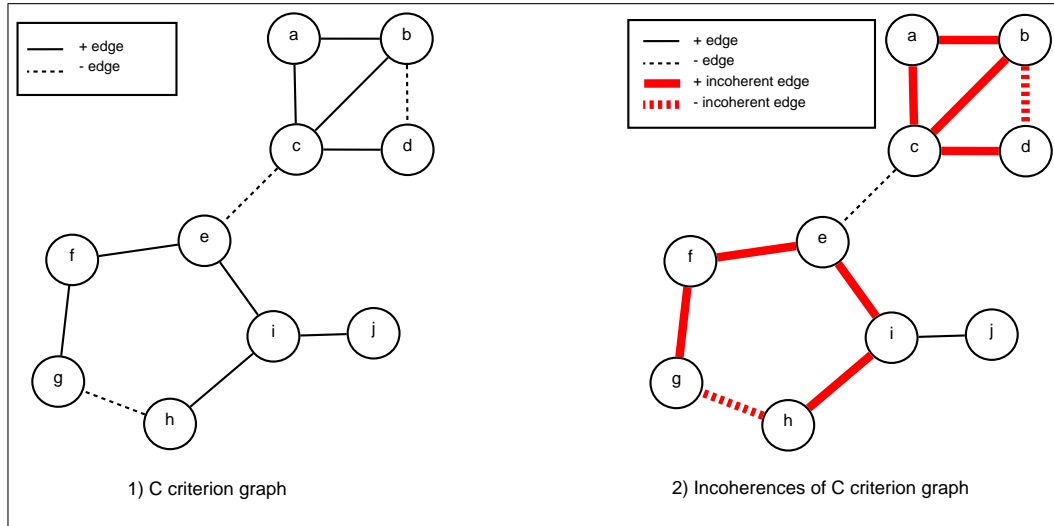 + edge
- edge
a
b
c
d
e
f
g
h
i
j
1) C criterion graph
+ edge
- edge
+ incoherent edge
- incoherent edge
a
b
c
d
e
f
g
h
i
j
2) Incoherences of C criterion graph